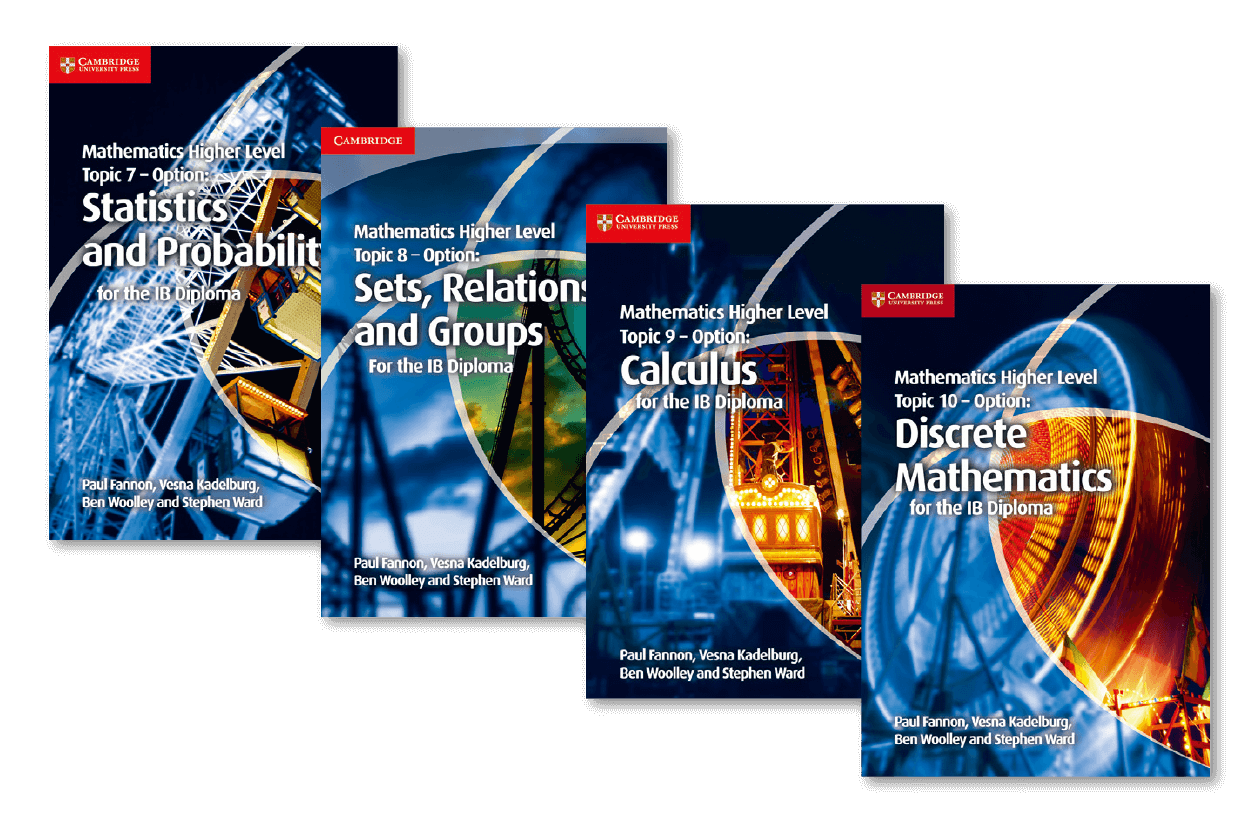 CAMBRIDGE
UNIVERSITY PRESS
Mathematics Higher Level
Topic 7 – Option:
Statistics
and Probabilit
for the IB Diploma
Paul Fannon, Vesna Kadelburg,
Ben Woolley and Stephen Ward
CAMBRIDGE
Mathematics Higher Level
Topic 8 – Option:
Sets, Relations
and Groups
For the IB Diploma
Paul Fannon, Vesna Kadelburg,
Ben Woolley and Stephen Ward
CAMBRIDGE
UNIVERSITY PRESS
Mathematics Higher Level
Topic 9 – Option:
Calculus
for the IB Diploma
Paul Fannon, Vesna Kadelburg,
Ben Woolley and Stephen Ward
CAMBRIDGE
UNIVERSITY PRESS
Mathematics Higher Level
Topic 10 – Option:
Discrete
Mathematics
for the IB Diploma
Paul Fannon, Vesna Kadelburg,
Ben Woolley and Stephen Ward